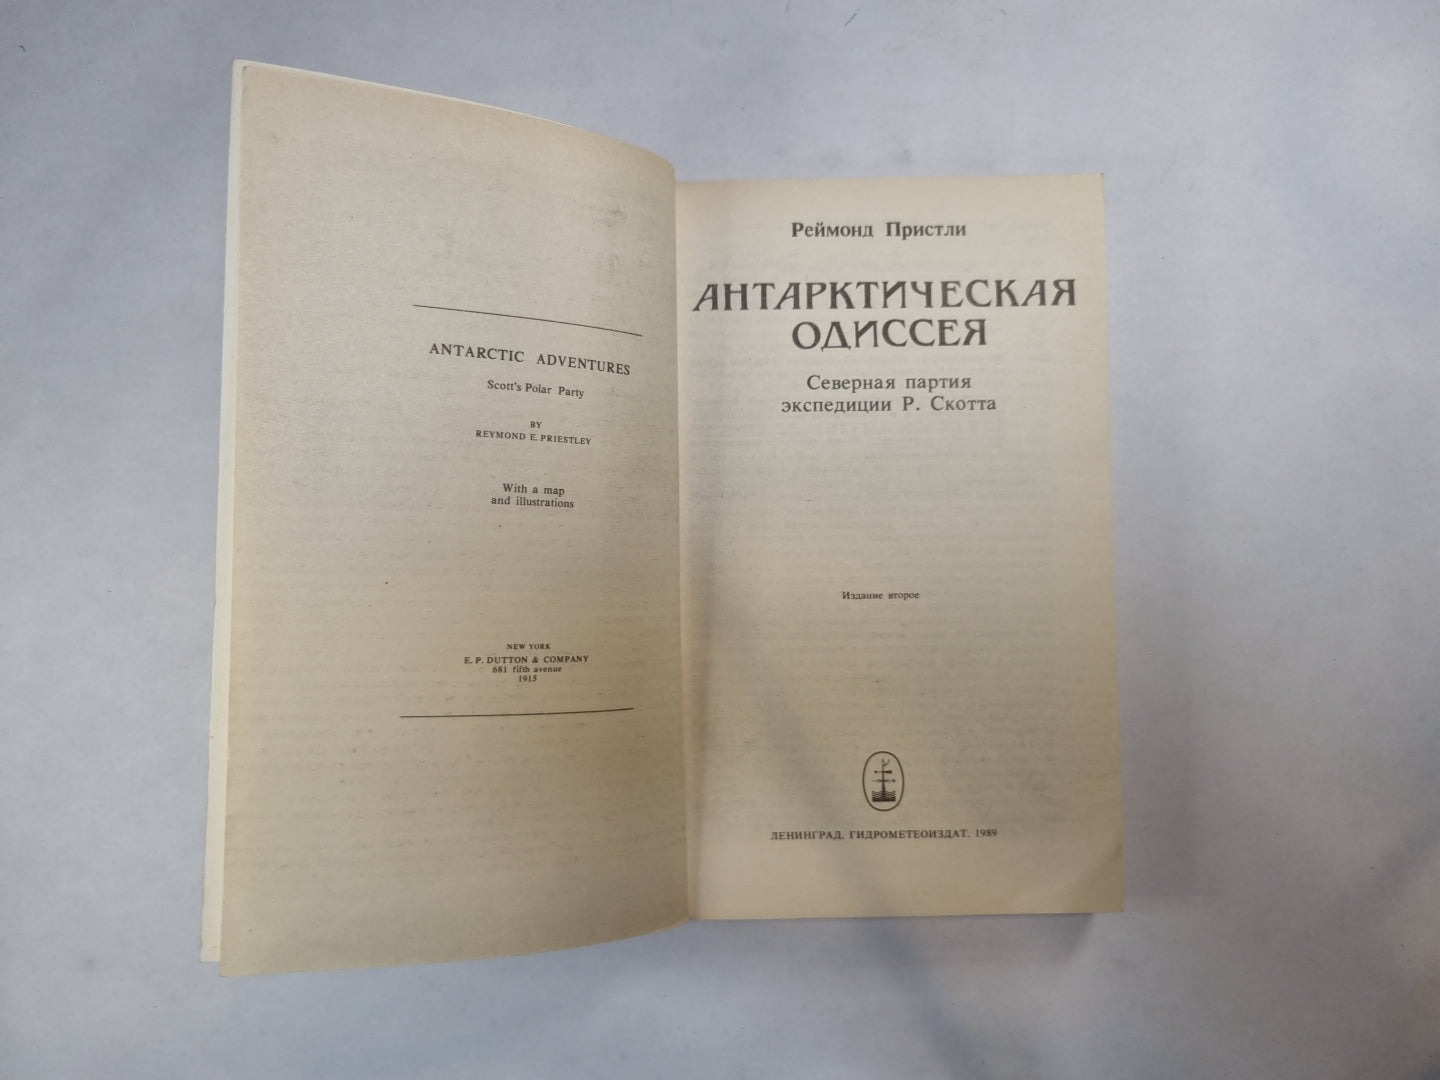 ANTARCTIC ADVENTURES
Scott's Polar Party
BY
REYMOND E. PRIESTLEY
With a map
and illustrations
NEW YORK
E. P. DUTTON & COMPANY
681 fifth avenue
1915
Реймонд Пристли
АНТАРКТИЧЕСКАЯ
ОДИССЕЯ
Северная партия
экспедиции Р. Скотта
Издание второе
ЛЕНИНГРАД. ГИДРОМЕТЕОИЗДАТ. 1989